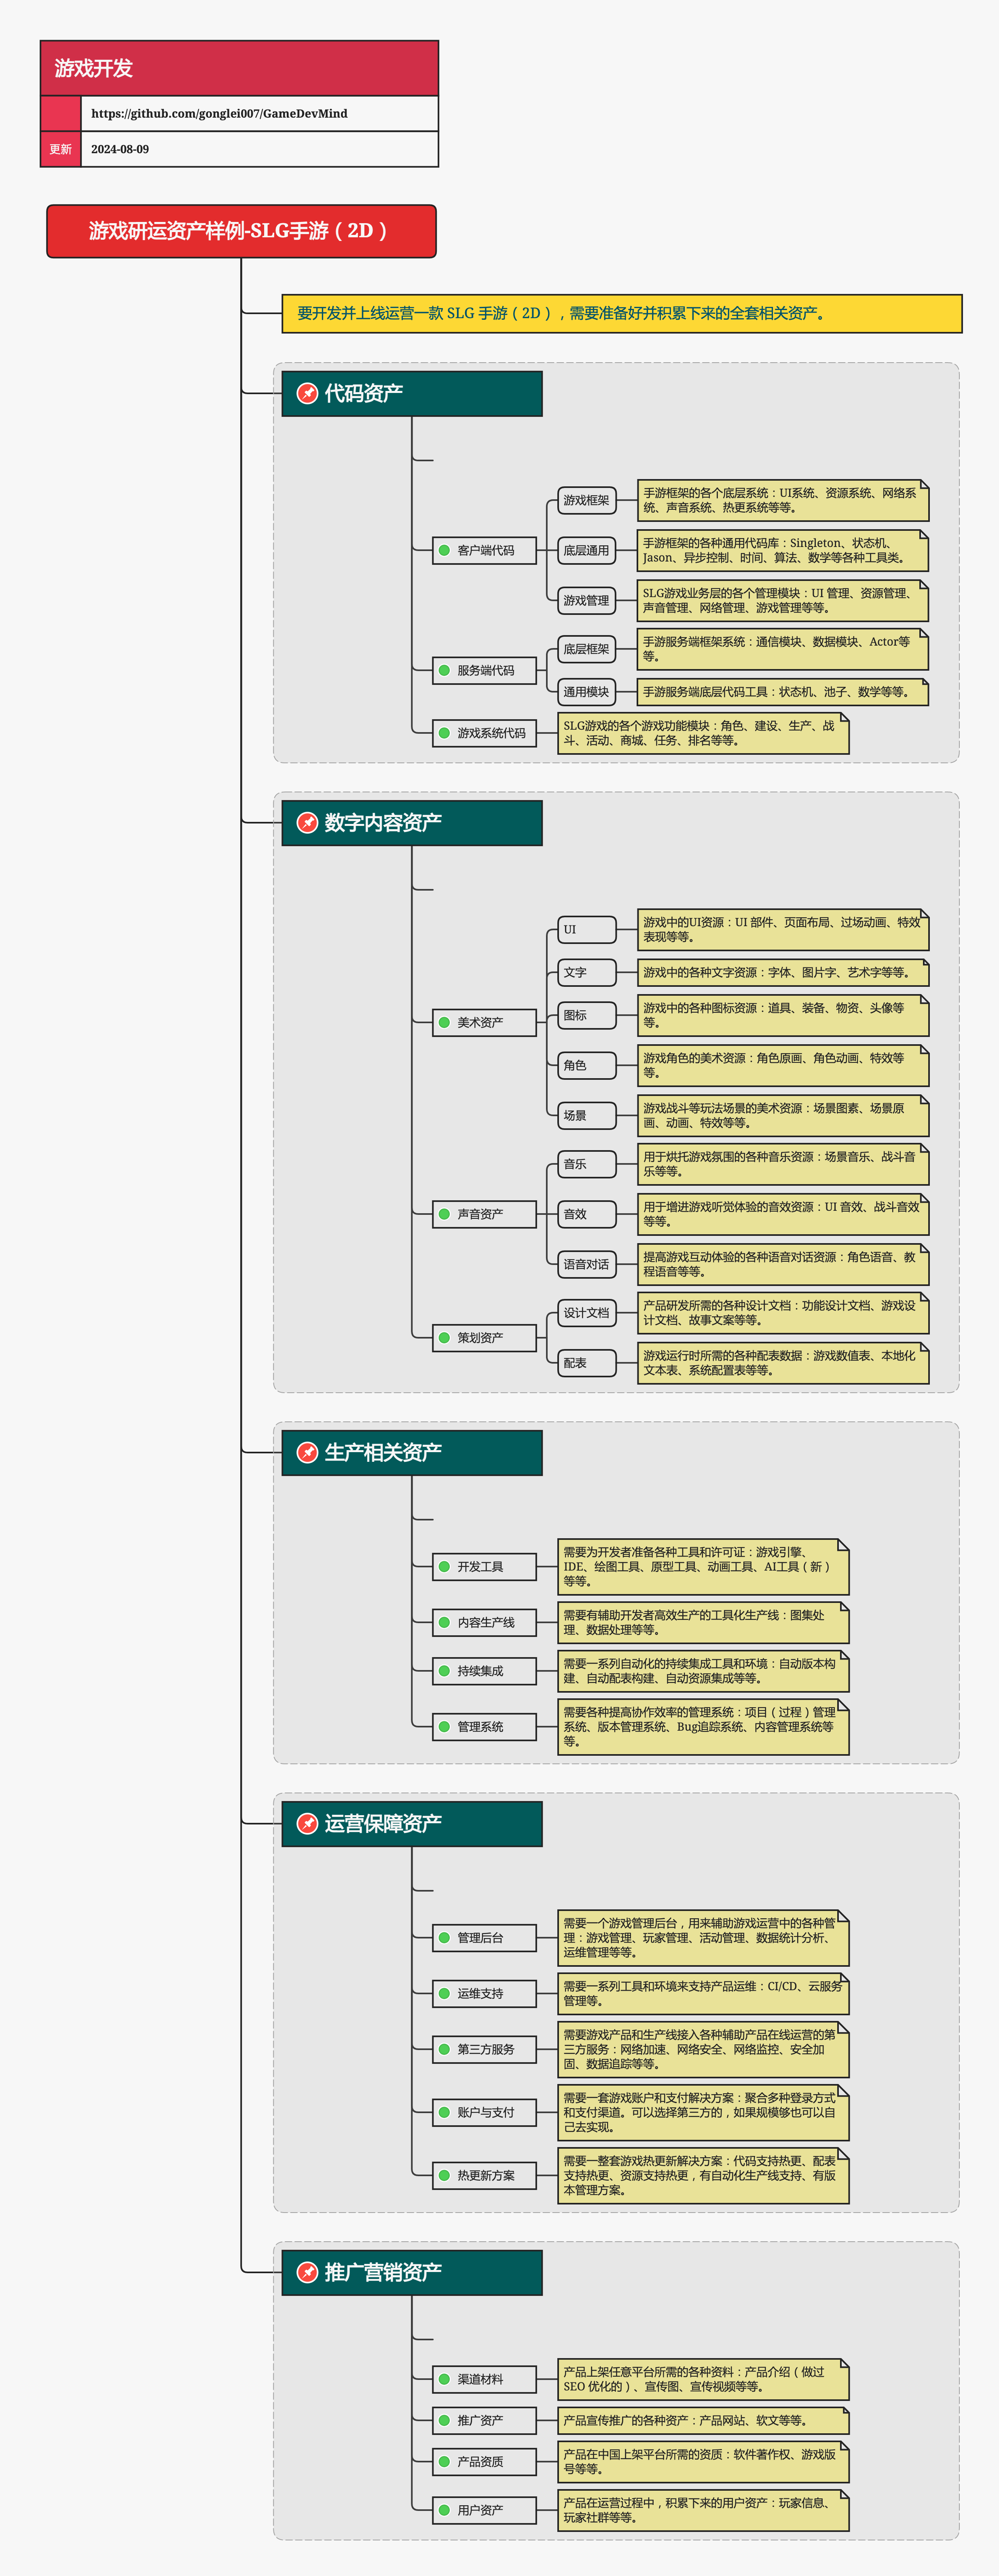 游戏开发
https://github.com/gonglei007/GameDevMind
更新
2024-08-09
游戏研运资产样例-SLG手游（2D）
要开发并上线运营一款 SLG 手游（2D），需要准备好并积累下来的全套相关资产。
代码资产
客户端代码
游戏框架
手游框架的各个底层系统：UI系统、资源系统、网络系
统、声音系统、热更系统等等。
底层通用
手游框架的各种通用代码库：Singleton、状态机、
Jason、异步控制、时间、算法、数学等各种工具类。
游戏管理
SLG游戏业务层的各个管理模块：UI 管理、资源管理、
声音管理、网络管理、游戏管理等等。
服务端代码
底层框架
手游服务端框架系统：通信模块、数据模块、Actor等
等。
通用模块
手游服务端底层代码工具：状态机、池子、数学等等。
游戏系统代码
SLG游戏的各个游戏功能模块：角色、建设、生产、战
斗、活动、商城、任务、排名等等。
数字内容资产
美术资产
UI
游戏中的UI资源：UI 部件、页面布局、过场动画、特效
表现等等。
文字
游戏中的各种文字资源：字体、图片字、艺术字等等。
图标
游戏中的各种图标资源：道具、装备、物资、头像等
等。
角色
游戏角色的美术资源：角色原画、角色动画、特效等
等。
场景
游戏战斗等玩法场景的美术资源：场景图素、场景原
画、动画、特效等等。
声音资产
音乐
用于烘托游戏氛围的各种音乐资源：场景音乐、战斗音
乐等等。
音效
用于增进游戏听觉体验的音效资源：UI 音效、战斗音效
等等。
语音对话
提高游戏互动体验的各种语音对话资源：角色语音、教
程语音等等。
策划资产
设计文档
产品研发所需的各种设计文档：功能设计文档、游戏设
计文档、故事文案等等。
配表
游戏运行时所需的各种配表数据：游戏数值表、本地化
文本表、系统配置表等等。
生产相关资产
开发工具
需要为开发者准备各种工具和许可证：游戏引擎、
IDE、绘图工具、原型工具、动画工具、AI工具（新）
等等。
内容生产线
需要有辅助开发者高效生产的工具化生产线：图集处
理、数据处理等等。
持续集成
需要一系列自动化的持续集成工具和环境：自动版本构
建、自动配表构建、自动资源集成等等。
管理系统
需要各种提高协作效率的管理系统：项目（过程）管理
系统、版本管理系统、Bug追踪系统、内容管理系统等
等。
运营保障资产
管理后台
需要一个游戏管理后台，用来辅助游戏运营中的各种管
理：游戏管理、玩家管理、活动管理、数据统计分析、
运维管理等等。
运维支持
需要一系列工具和环境来支持产品运维：CI/CD、云服务
管理等。
第三方服务
需要游戏产品和生产线接入各种辅助产品在线运营的第
三方服务：网络加速、网络安全、网络监控、安全加
固、数据追踪等等。
账户与支付
需要一套游戏账户和支付解决方案：聚合多种登录方式
和支付渠道。可以选择第三方的，如果规模够也可以自
己去实现。
热更新方案
需要一整套游戏热更新解决方案：代码支持热更、配表
支持热更、资源支持热更，有自动化生产线支持、有版
本管理方案。
推广营销资产
渠道材料
产品上架任意平台所需的各种资料：产品介绍（做过
SEO 优化的）、宣传图、宣传视频等等。
推广资产
产品宣传推广的各种资产：产品网站、软文等等。
产品资质
产品在中国上架平台所需的资质：软件著作权、游戏版
号等等。
用户资产
产品在运营过程中，积累下来的用户资产：玩家信息、
玩家社群等等。